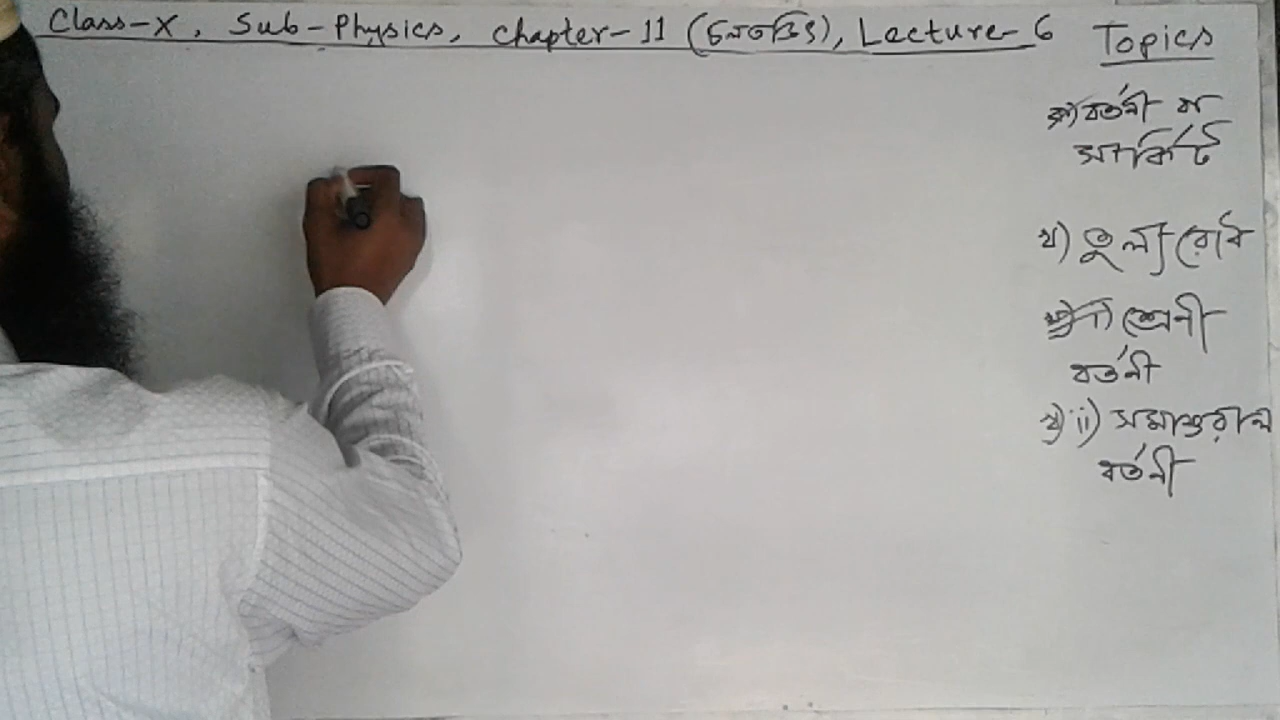 Class-X, Sub-Physics, Chapter-11 (চলতড়িৎ), Lecture-6
Topics
ক) বর্তনী বা
সার্কিট
খ) তুল্য রোধ
খ) i) শ্রেনী
বর্তনী
খ) ii) সমান্তরাল
বর্তনী